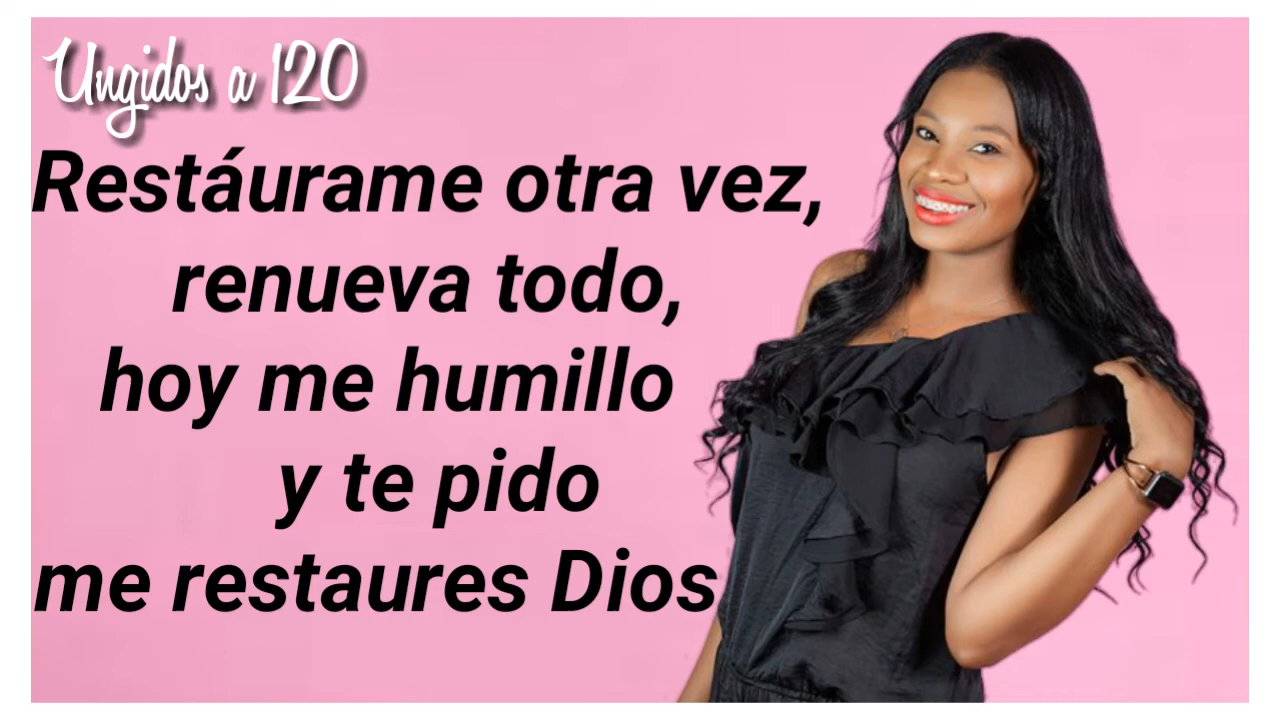 Ungidos a 120
Restáurame otra vez,
renueva todo,
hoy me humillo
y te pido
me restaures Dios